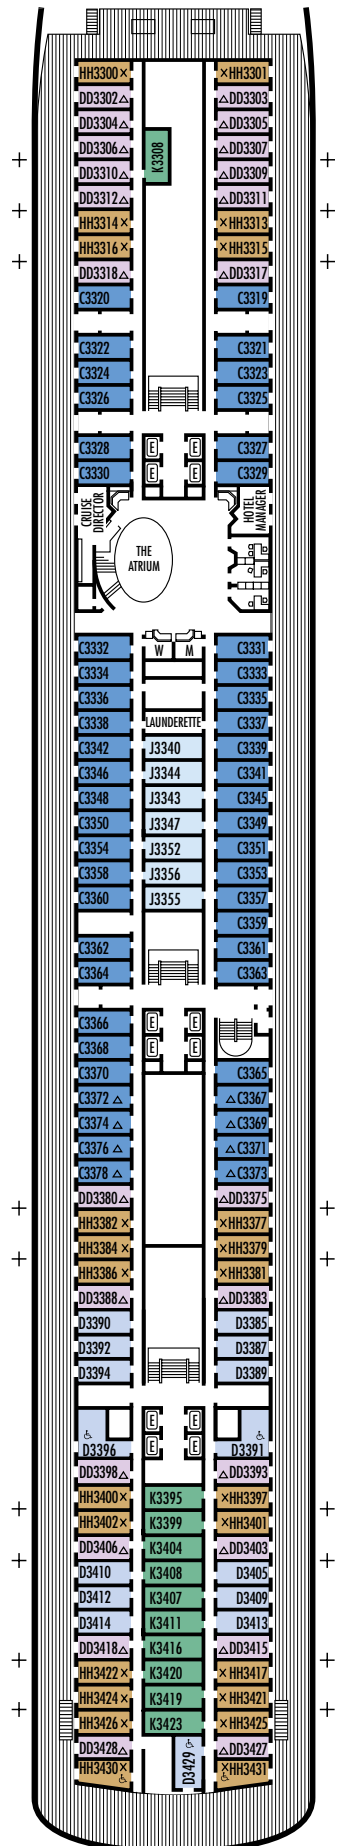 HH3300× ×HH3301
DD3302△ △DD3303
DD3304△ △DD3305
DD3306△ K3308 △DD3307
DD3310△ △DD3309
DD3312△ △DD3311
HH3314× ×HH3313
HH3316× ×HH3315
DD3318△ △DD3317
C3320 C3319
C3322 C3321
C3324 C3323
C3326 C3325
C3328 E E C3327
C3330 E E C3329
CRUISE
DIRECTOR
HOTEL
MANAGER
THE
ATRIUM
C3332 W M C3331
C3334 C3333
C3336 C3335
C3338 LAUNDERETTE C3337
C3342 J3340 C3339
C3346 J3344 C3341
C3348 J3343 C3345
C3350 J3347 C3349
C3354 J3352 C3351
C3358 J3356 C3353
C3360 J3355 C3357
C3359
C3362 C3361
C3364 C3363
C3366 E E
C3368 E E
C3370 C3365
C3372 △ △ C3367
C3374 △ △ C3369
C3376 △ △ C3371
C3378 △ △ C3373
DD3380△ △DD3375
HH3382× ×HH3377
HH3384× ×HH3379
HH3386× ×HH3381
DD3388△ △DD3383
D3390 D3385
D3392 D3387
D3394 D3389
E E
D3396 E E D3391
DD3398△ △DD3393
HH3400× K3395 ×HH3397
HH3402× K3399 ×HH3401
DD3406△ K3404 △DD3403
D3410 K3408 D3405
D3412 K3407 D3409
D3414 K3411 D3413
DD3418△ K3416 △DD3415
HH3422× K3420 ×HH3417
HH3424× K3419 ×HH3421
HH3426× K3423 ×HH3425
DD3428△ D3429 △DD3427
HH3430× ×HH3431